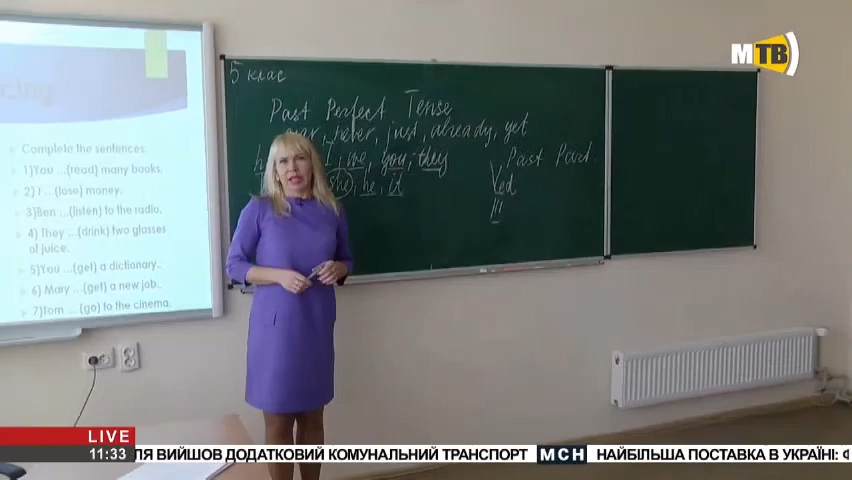 МТВ
5 клас
Past Perfect Tense
ever, never, just, already, yet
I, we, you, they
Past Part.
she, he, it
Ved
III
Complete the sentences.
1)You ...(read) many books.
2) I ...(lose) money.
3)Ben ...(listen) to the radio.
4) They ...(drink) two glasses
of juice.
5)You ...(get) a dictionary.
6) Mary ...(get) a new job.
7)Tom ...(go) to the cinema.
LIVE
11:33
ЛЯ ВИЙШОВ ДОДАТКОВИЙ КОМУНАЛЬНИЙ ТРАНСПОРТ МСН НАЙБІЛЬША ПОСТАВКА В УКРАЇНІ: